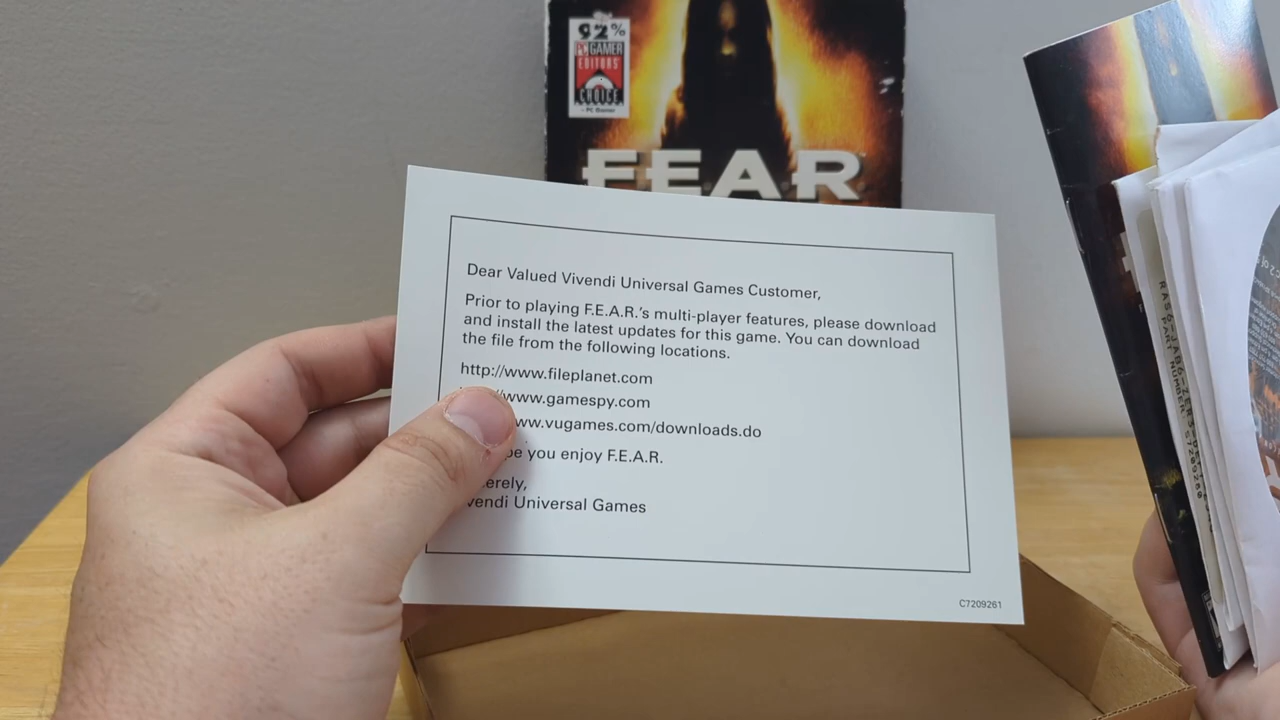 92%
PC GAMER
EDITORS'
CHOICE
F.E.A.R
Dear Valued Vivendi Universal Games Customer,
Prior to playing F.E.A.R.'s multi-player features, please download
and install the latest updates for this game. You can download
the file from the following locations.
http://www.fileplanet.com
//www.gamespy.com
ww.vugames.com/downloads.do
pe you enjoy F.E.A.R.
erely,
vendi Universal Games
C7209261